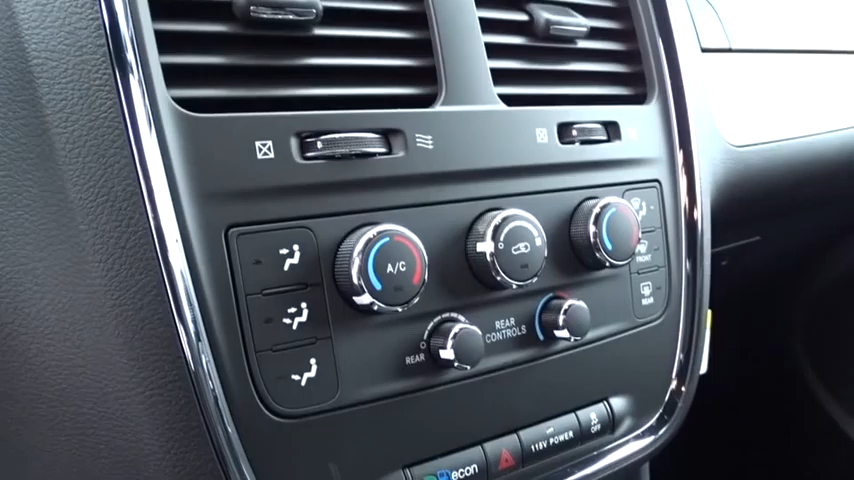 A/C
FRONT
REAR
REAR
REAR
CONTROLS
econ
115V POWER
OFF